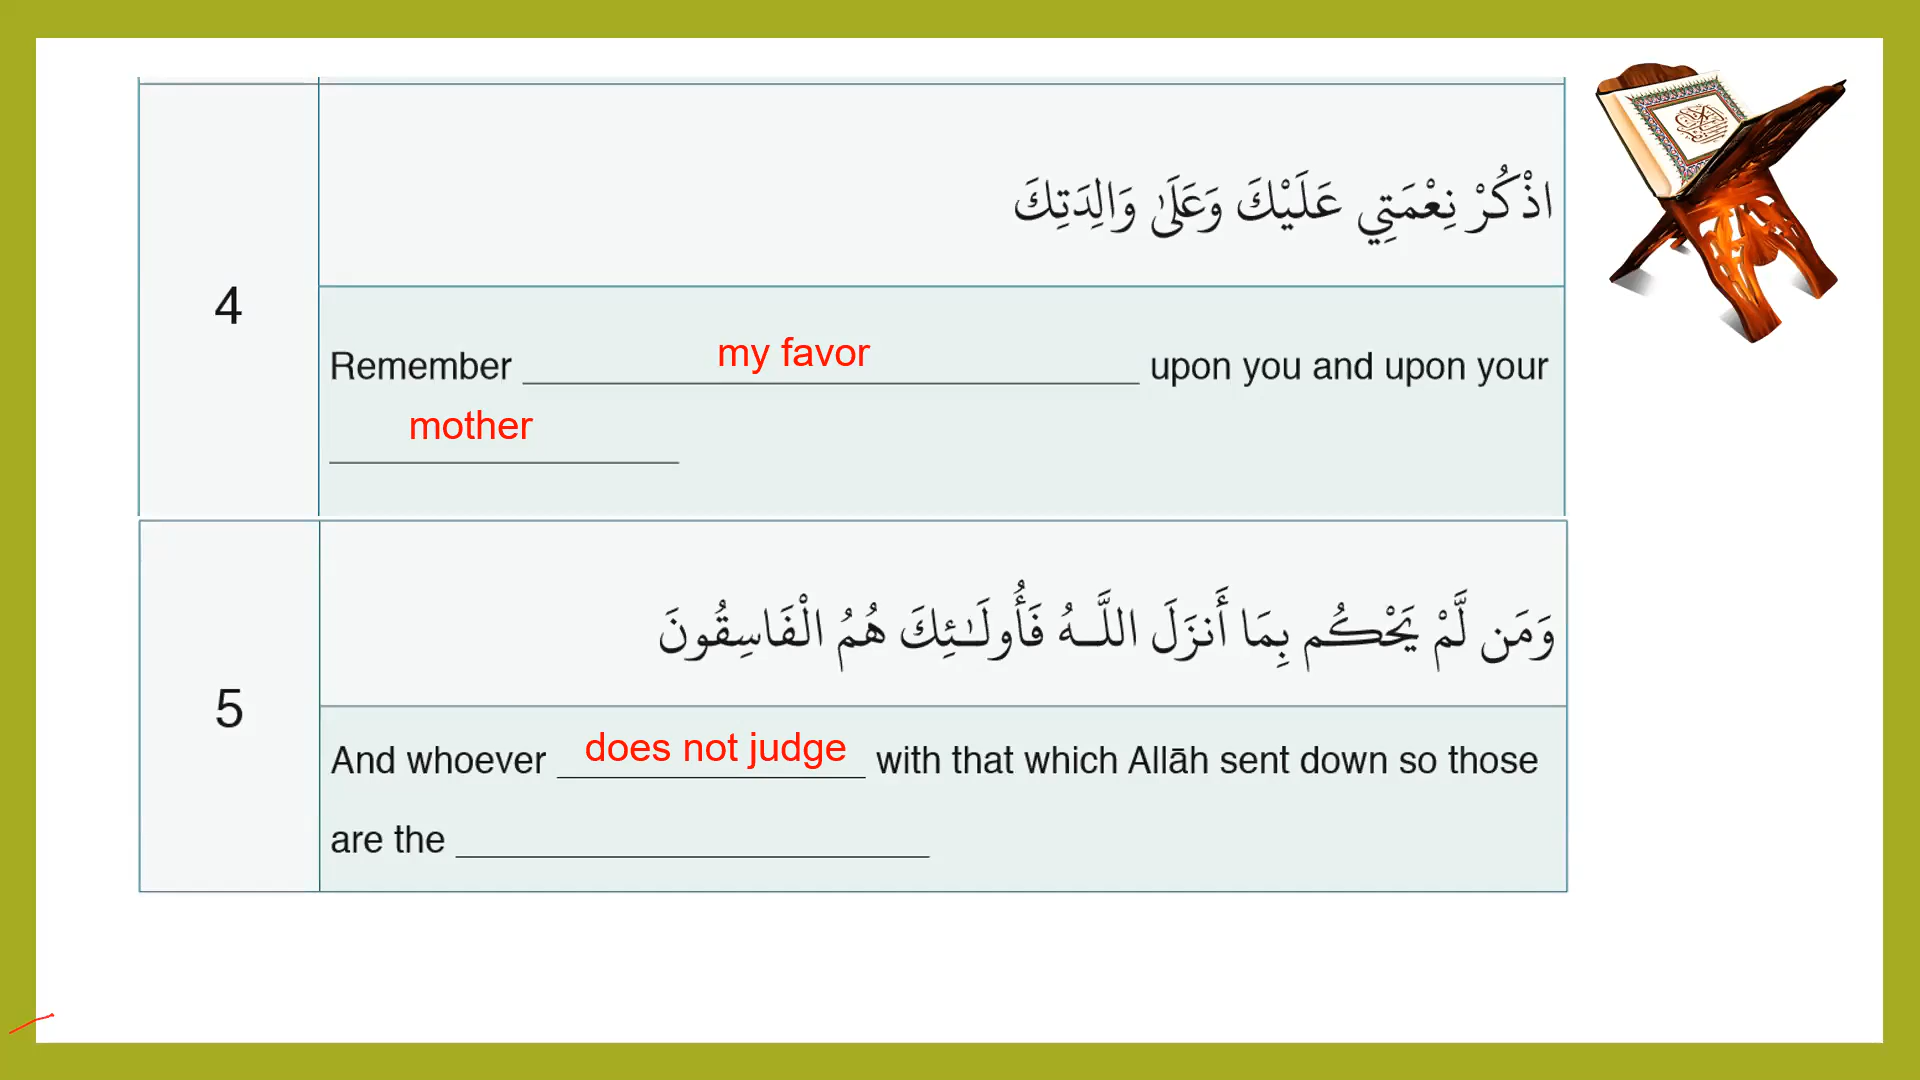 4
اذْكُرْ نِعْمَتِي عَلَيْكَ وَعَلَىٰ وَالِدَتِكَ
Remember my favor upon you and upon your
mother
5
وَمَن لَّمْ يَحْكُم بِمَا أَنزَلَ اللَّـهُ فَأُولَـٰئِكَ هُمُ الْفَاسِقُونَ
And whoever does not judge with that which Allāh sent down so those
are the